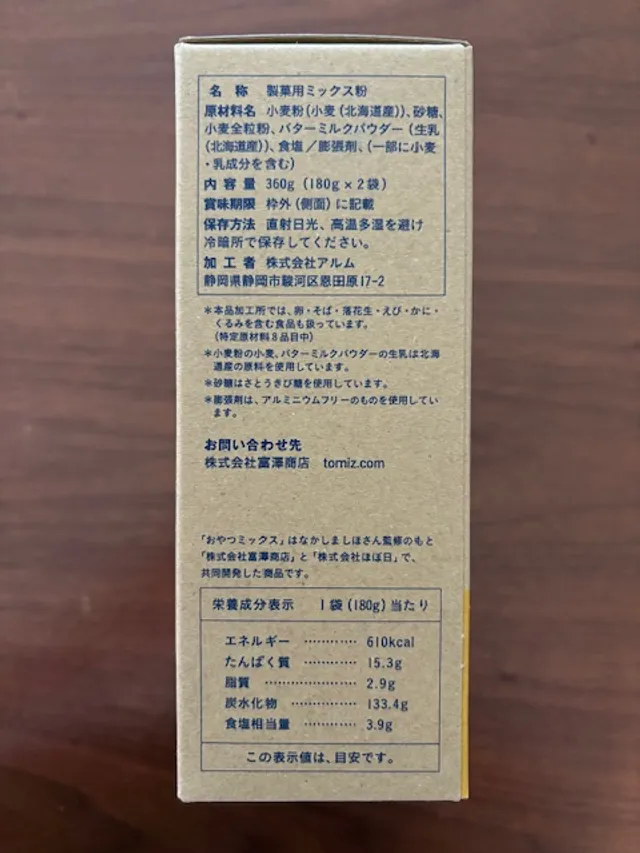 名称 製菓用ミックス粉
原材料名 小麦粉(小麦(北海道産))、砂糖、
小麦全粒粉、バターミルクパウダー(生乳
(北海道産))、食塩/膨張剤、(一部に小麦
・乳成分を含む)
内容量 360g(180g×2袋)
賞味期限 枠外(側面)に記載
保存方法 直射日光、高温多湿を避け
冷暗所で保存してください。
加工者 株式会社アルム
静岡県静岡市駿河区恩田原17-2
*本品加工所では、卵・そば・落花生・えび・かに・
くるみを含む食品も扱っています。
(特定原材料8品目中)
*小麦粉の小麦、バターミルクパウダーの生乳は北海
道産の原料を使用しています。
*砂糖はさとうきび糖を使用しています。
*膨張剤は、アルミニウムフリーのものを使用してい
ます。
お問い合わせ先
株式会社富澤商店 tomiz.com
「おやつミックス」はなかしましほさん監修のもと
「株式会社富澤商店」と「株式会社ほぼ日」で、
共同開発した商品です。
栄養成分表示 1袋(180g)当たり
エネルギー ………… 610kcal
たんぱく質 ………… 15.3g
脂質 ………………… 2.9g
炭水化物 …………… 133.4g
食塩相当量 ………… 3.9g
この表示値は、目安です。